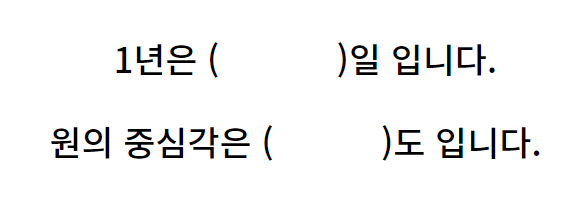 1년은 (            )일 입니다.
원의 중심각은 (            )도 입니다.